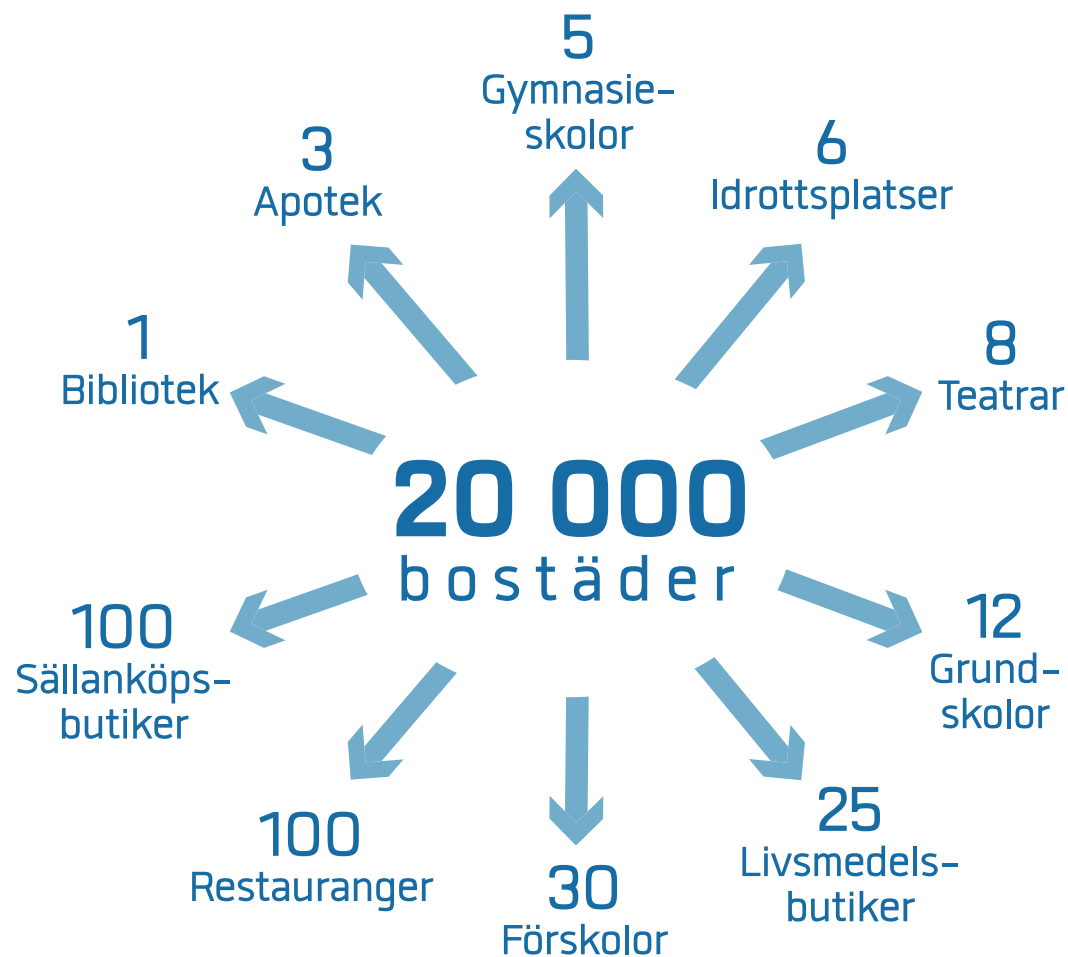 5
Gymnasie-
skolor
3
Apotek
6
Idrottsplatser
1
Bibliotek
8
Teatrar
20 000
bostäder
100
Sällanköps-
butiker
12
Grund-
skolor
100
Restauranger
30
Förskolor
25
Livsmedels-
butiker